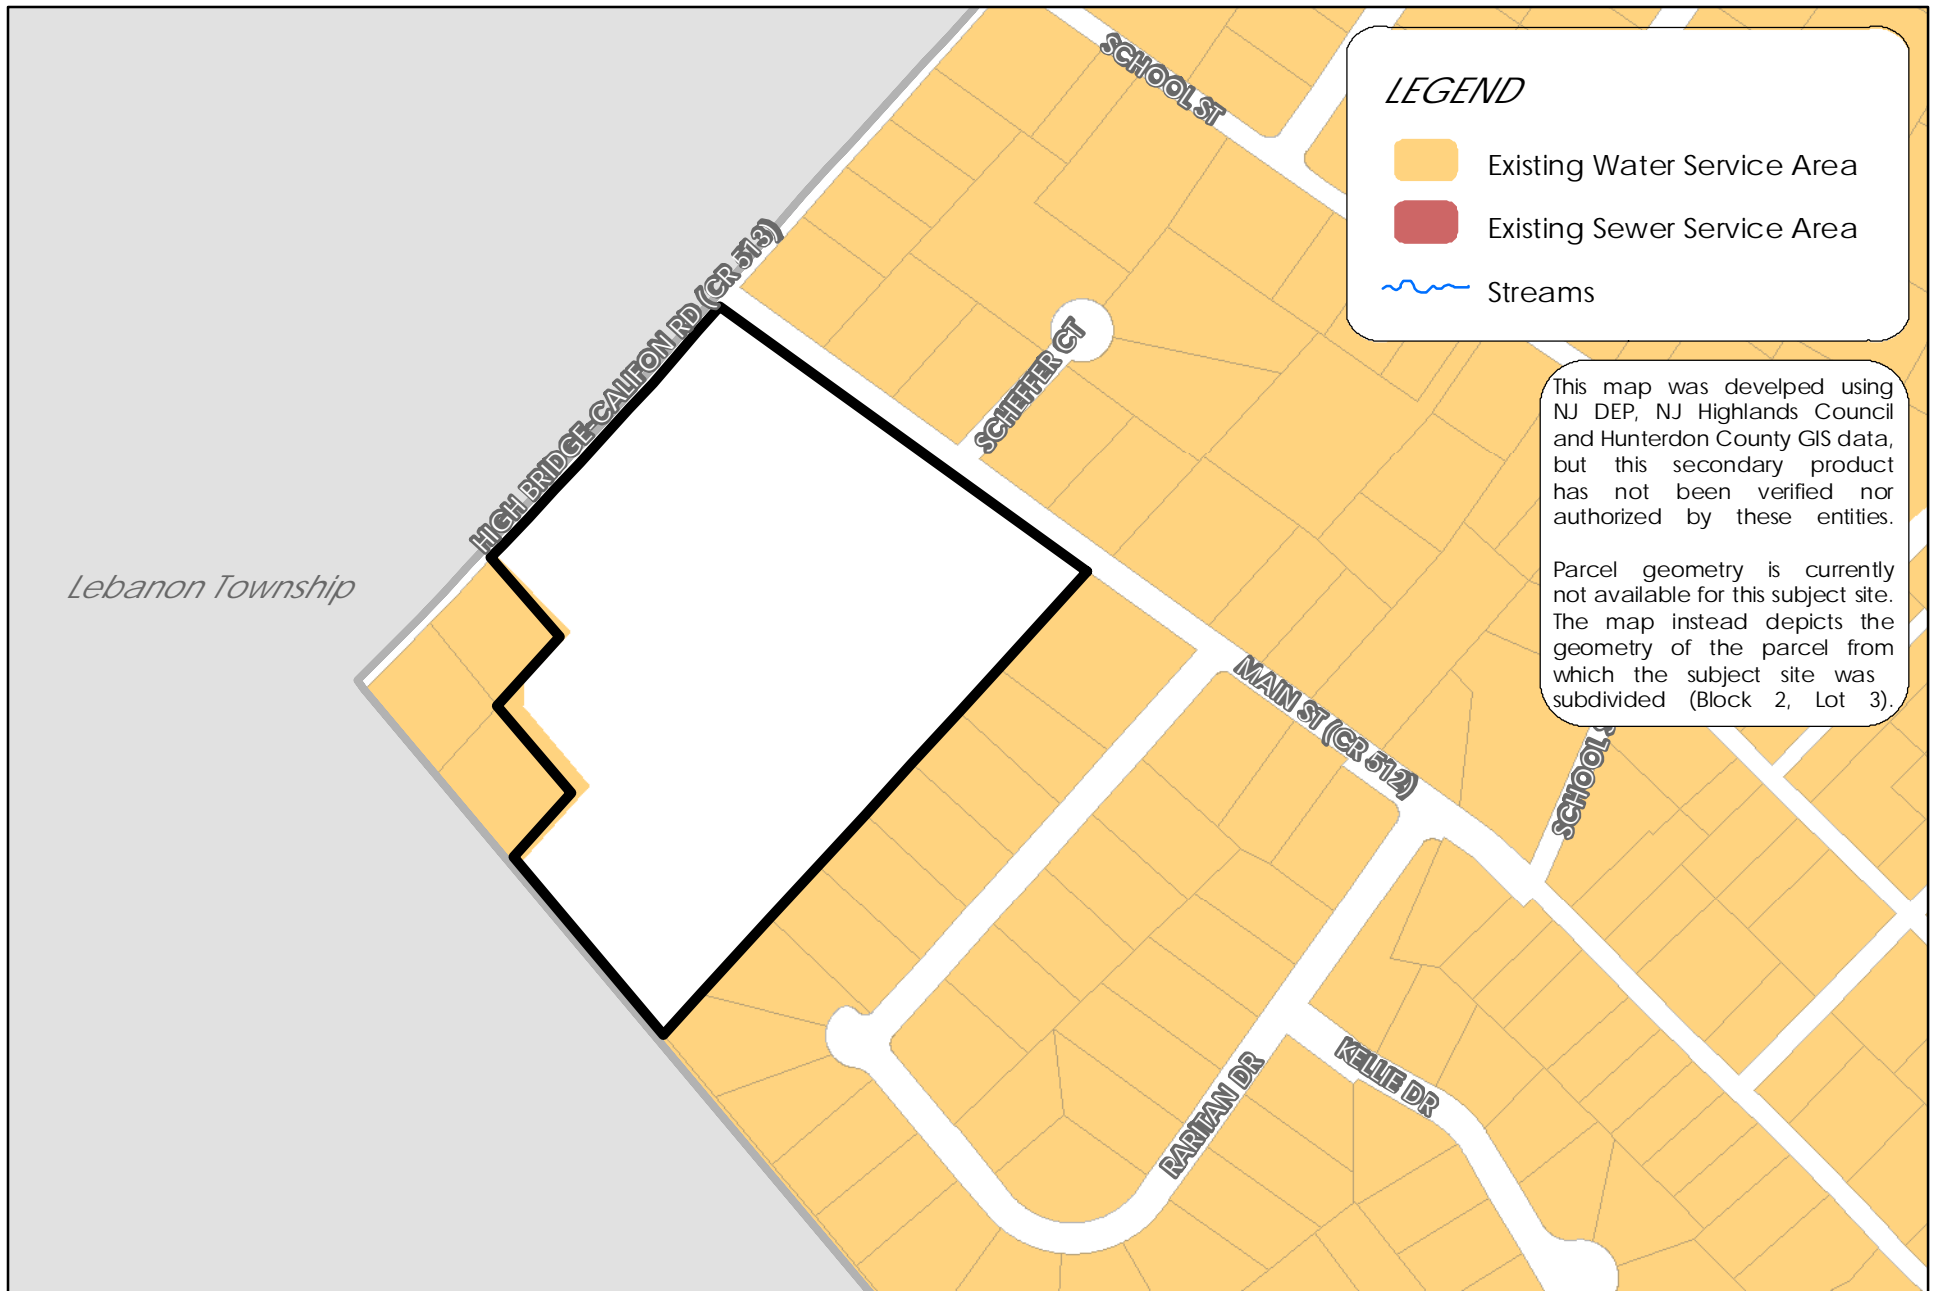 SCHOOL ST
LEGEND
Existing Water Service Area
Existing Sewer Service Area
Streams
HIGH BRIDGE-CALIFON RD (CR 513)
SCHEFFER CT
This map was develped using
NJ DEP, NJ Highlands Council
and Hunterdon County GIS data,
but this secondary product
has not been verified nor
authorized by these entities.
Parcel geometry is currently
not available for this subject site.
The map instead depicts the
geometry of the parcel from
which the subject site was
subdivided (Block 2, Lot 3).
Lebanon Township
MAIN ST (CR 512)
SCHOOL S
RARITAN DR
KELLIE DR